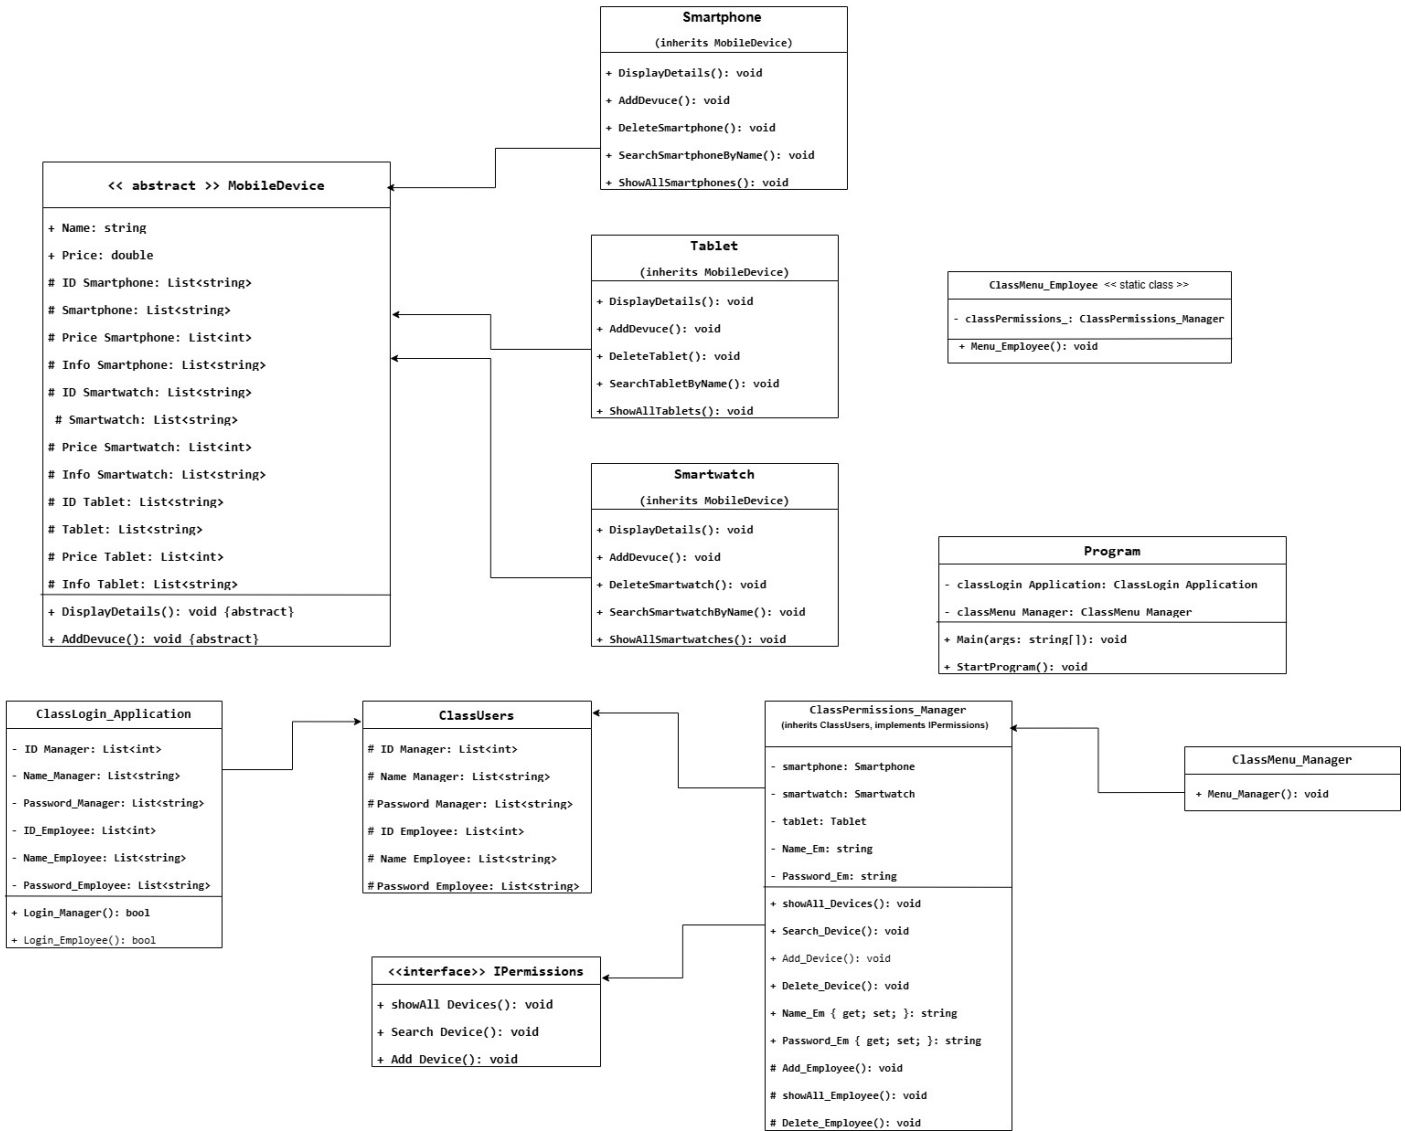 Smartphone
(inherits MobileDevice)
+ DisplayDetails(): void
+ AddDevuce(): void
+ DeleteSmartphone(): void
+ SearchSmartphoneByName(): void
+ ShowAllSmartphones(): void
<< abstract >> MobileDevice
+ Name: string
+ Price: double
# ID Smartphone: List<string>
# Smartphone: List<string>
# Price Smartphone: List<int>
# Info Smartphone: List<string>
# ID Smartwatch: List<string>
# Smartwatch: List<string>
# Price Smartwatch: List<int>
# Info Smartwatch: List<string>
# ID Tablet: List<string>
# Tablet: List<string>
# Price Tablet: List<int>
# Info Tablet: List<string>
+ DisplayDetails(): void {abstract}
+ AddDevuce(): void {abstract}
Tablet
(inherits MobileDevice)
+ DisplayDetails(): void
+ AddDevuce(): void
+ DeleteTablet(): void
+ SearchTabletByName(): void
+ ShowAllTablets(): void
ClassMenu_Employee << static class >>
- classPermissions_: ClassPermissions_Manager
+ Menu_Employee(): void
Smartwatch
(inherits MobileDevice)
+ DisplayDetails(): void
+ AddDevuce(): void
+ DeleteSmartwatch(): void
+ SearchSmartwatchByName(): void
+ ShowAllSmartwatches(): void
Program
- classLogin Application: ClassLogin Application
- classMenu Manager: ClassMenu Manager
+ Main(args: string[]): void
+ StartProgram(): void
ClassLogin_Application
- ID Manager: List<int>
- Name_Manager: List<string>
- Password_Manager: List<string>
- ID_Employee: List<int>
- Name_Employee: List<string>
- Password_Employee: List<string>
+ Login_Manager(): bool
+ Login_Employee(): bool
ClassUsers
# ID Manager: List<int>
# Name Manager: List<string>
# Password Manager: List<string>
# ID Employee: List<int>
# Name Employee: List<string>
# Password Employee: List<string>
<<interface>> IPermissions
+ showAll Devices(): void
+ Search Device(): void
+ Add Device(): void
ClassPermissions_Manager
(inherits ClassUsers, implements IPermissions)
- smartphone: Smartphone
- smartwatch: Smartwatch
- tablet: Tablet
- Name_Em: string
- Password_Em: string
+ showAll_Devices(): void
+ Search_Device(): void
+ Add_Device(): void
+ Delete_Device(): void
+ Name_Em { get; set; }: string
+ Password_Em { get; set; }: string
# Add_Employee(): void
# showAll_Employee(): void
# Delete_Employee(): void
ClassMenu_Manager
+ Menu_Manager(): void